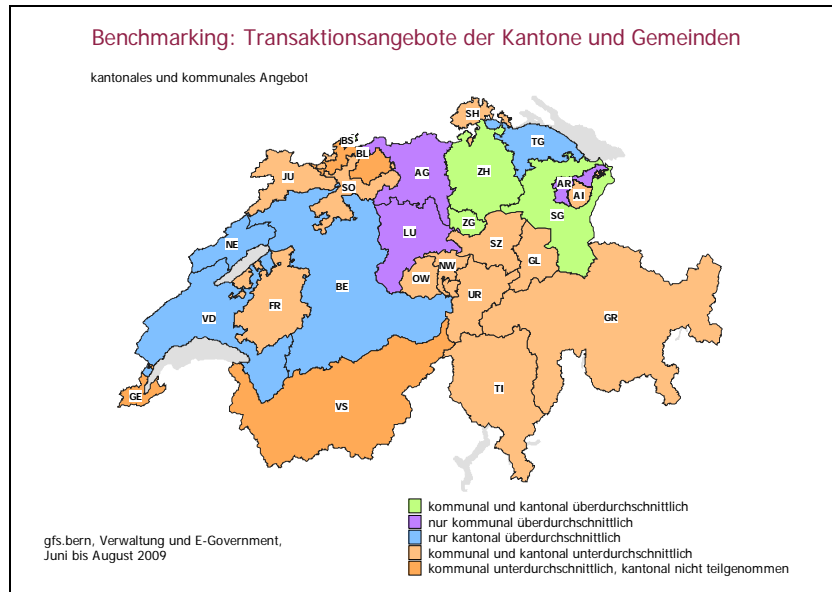 Benchmarking: Transaktionsangebote der Kantone und Gemeinden
kantonales und kommunales Angebot
SH
BS
BL
TG
JU
AG
ZH
SO
AR
AI
SG
ZG
LU
NE
SZ
NW
GL
OW
BE
UR
FR
VD
GR
TI
GE
VS
kommunal und kantonal überdurchschnittlich
nur kommunal überdurchschnittlich
nur kantonal überdurchschnittlich
kommunal und kantonal unterdurchschnittlich
kommunal unterdurchschnittlich, kantonal nicht teilgenommen
gfs.bern, Verwaltung und E-Government,
Juni bis August 2009